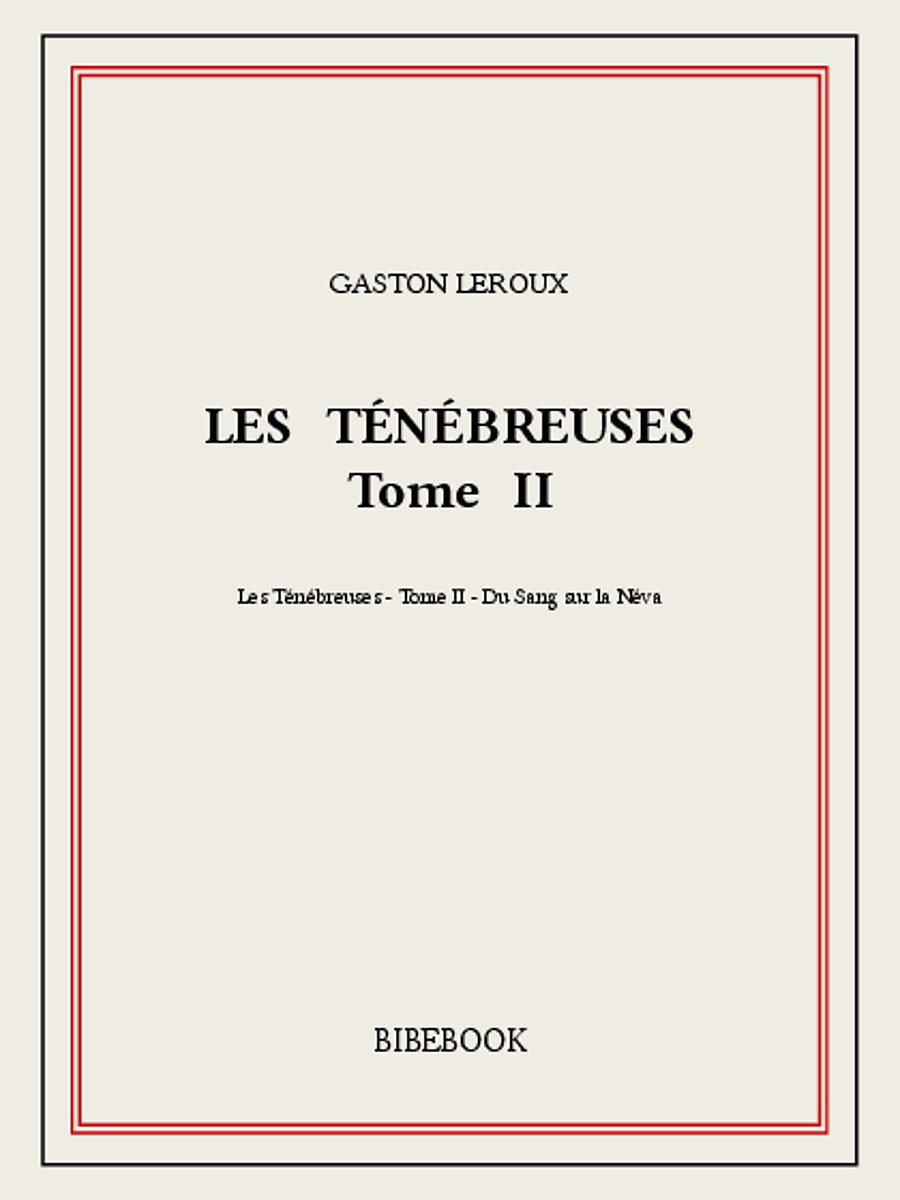 GASTON LEROUX
LES TÉNÉBREUSES
Tome II
Les Ténébreuses - Tome II - Du Sang sur la Néva
BIBEBOOK